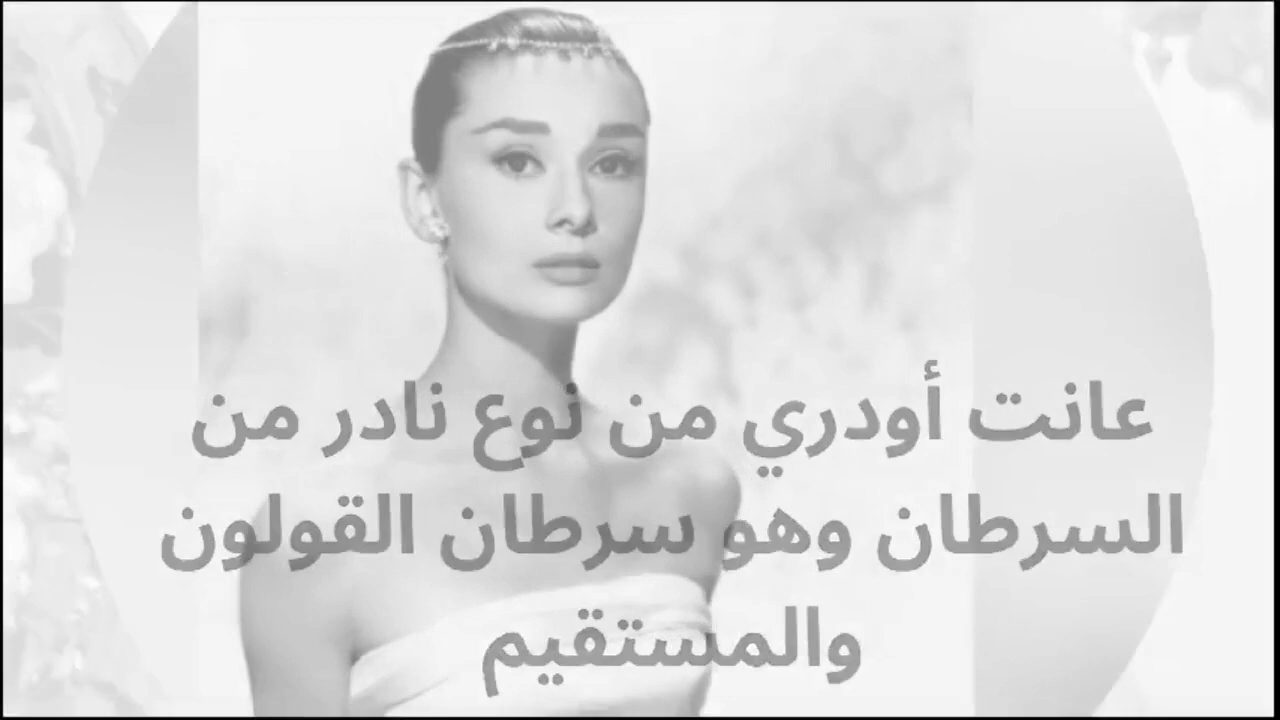 عانت أودري من نوع نادر من
السرطان وهو سرطان القولون
والمستقيم